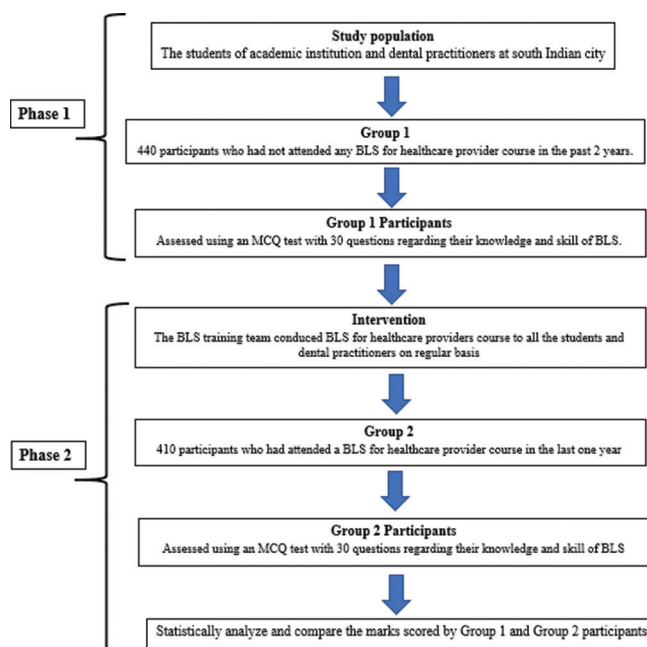 Study population
The students of academic institution and dental practitioners at south Indian city
Phase 1
Group 1
440 participants who had not attended any BLS for healthcare provider course in the past 2 years.
Group 1 Participants
Assessed using an MCQ test with 30 questions regarding their knowledge and skill of BLS.
Intervention
The BLS training team conduced BLS for healthcare providers course to all the students and
dental practitioners on regular basis
Group 2
410 participants who had attended a BLS for healthcare provider course in the last one year
Phase 2
Group 2 Participants
Assessed using an MCQ test with 30 questions regarding their knowledge and skill of BLS
Statistically analyze and compare the marks scored by Group 1 and Group 2 participants